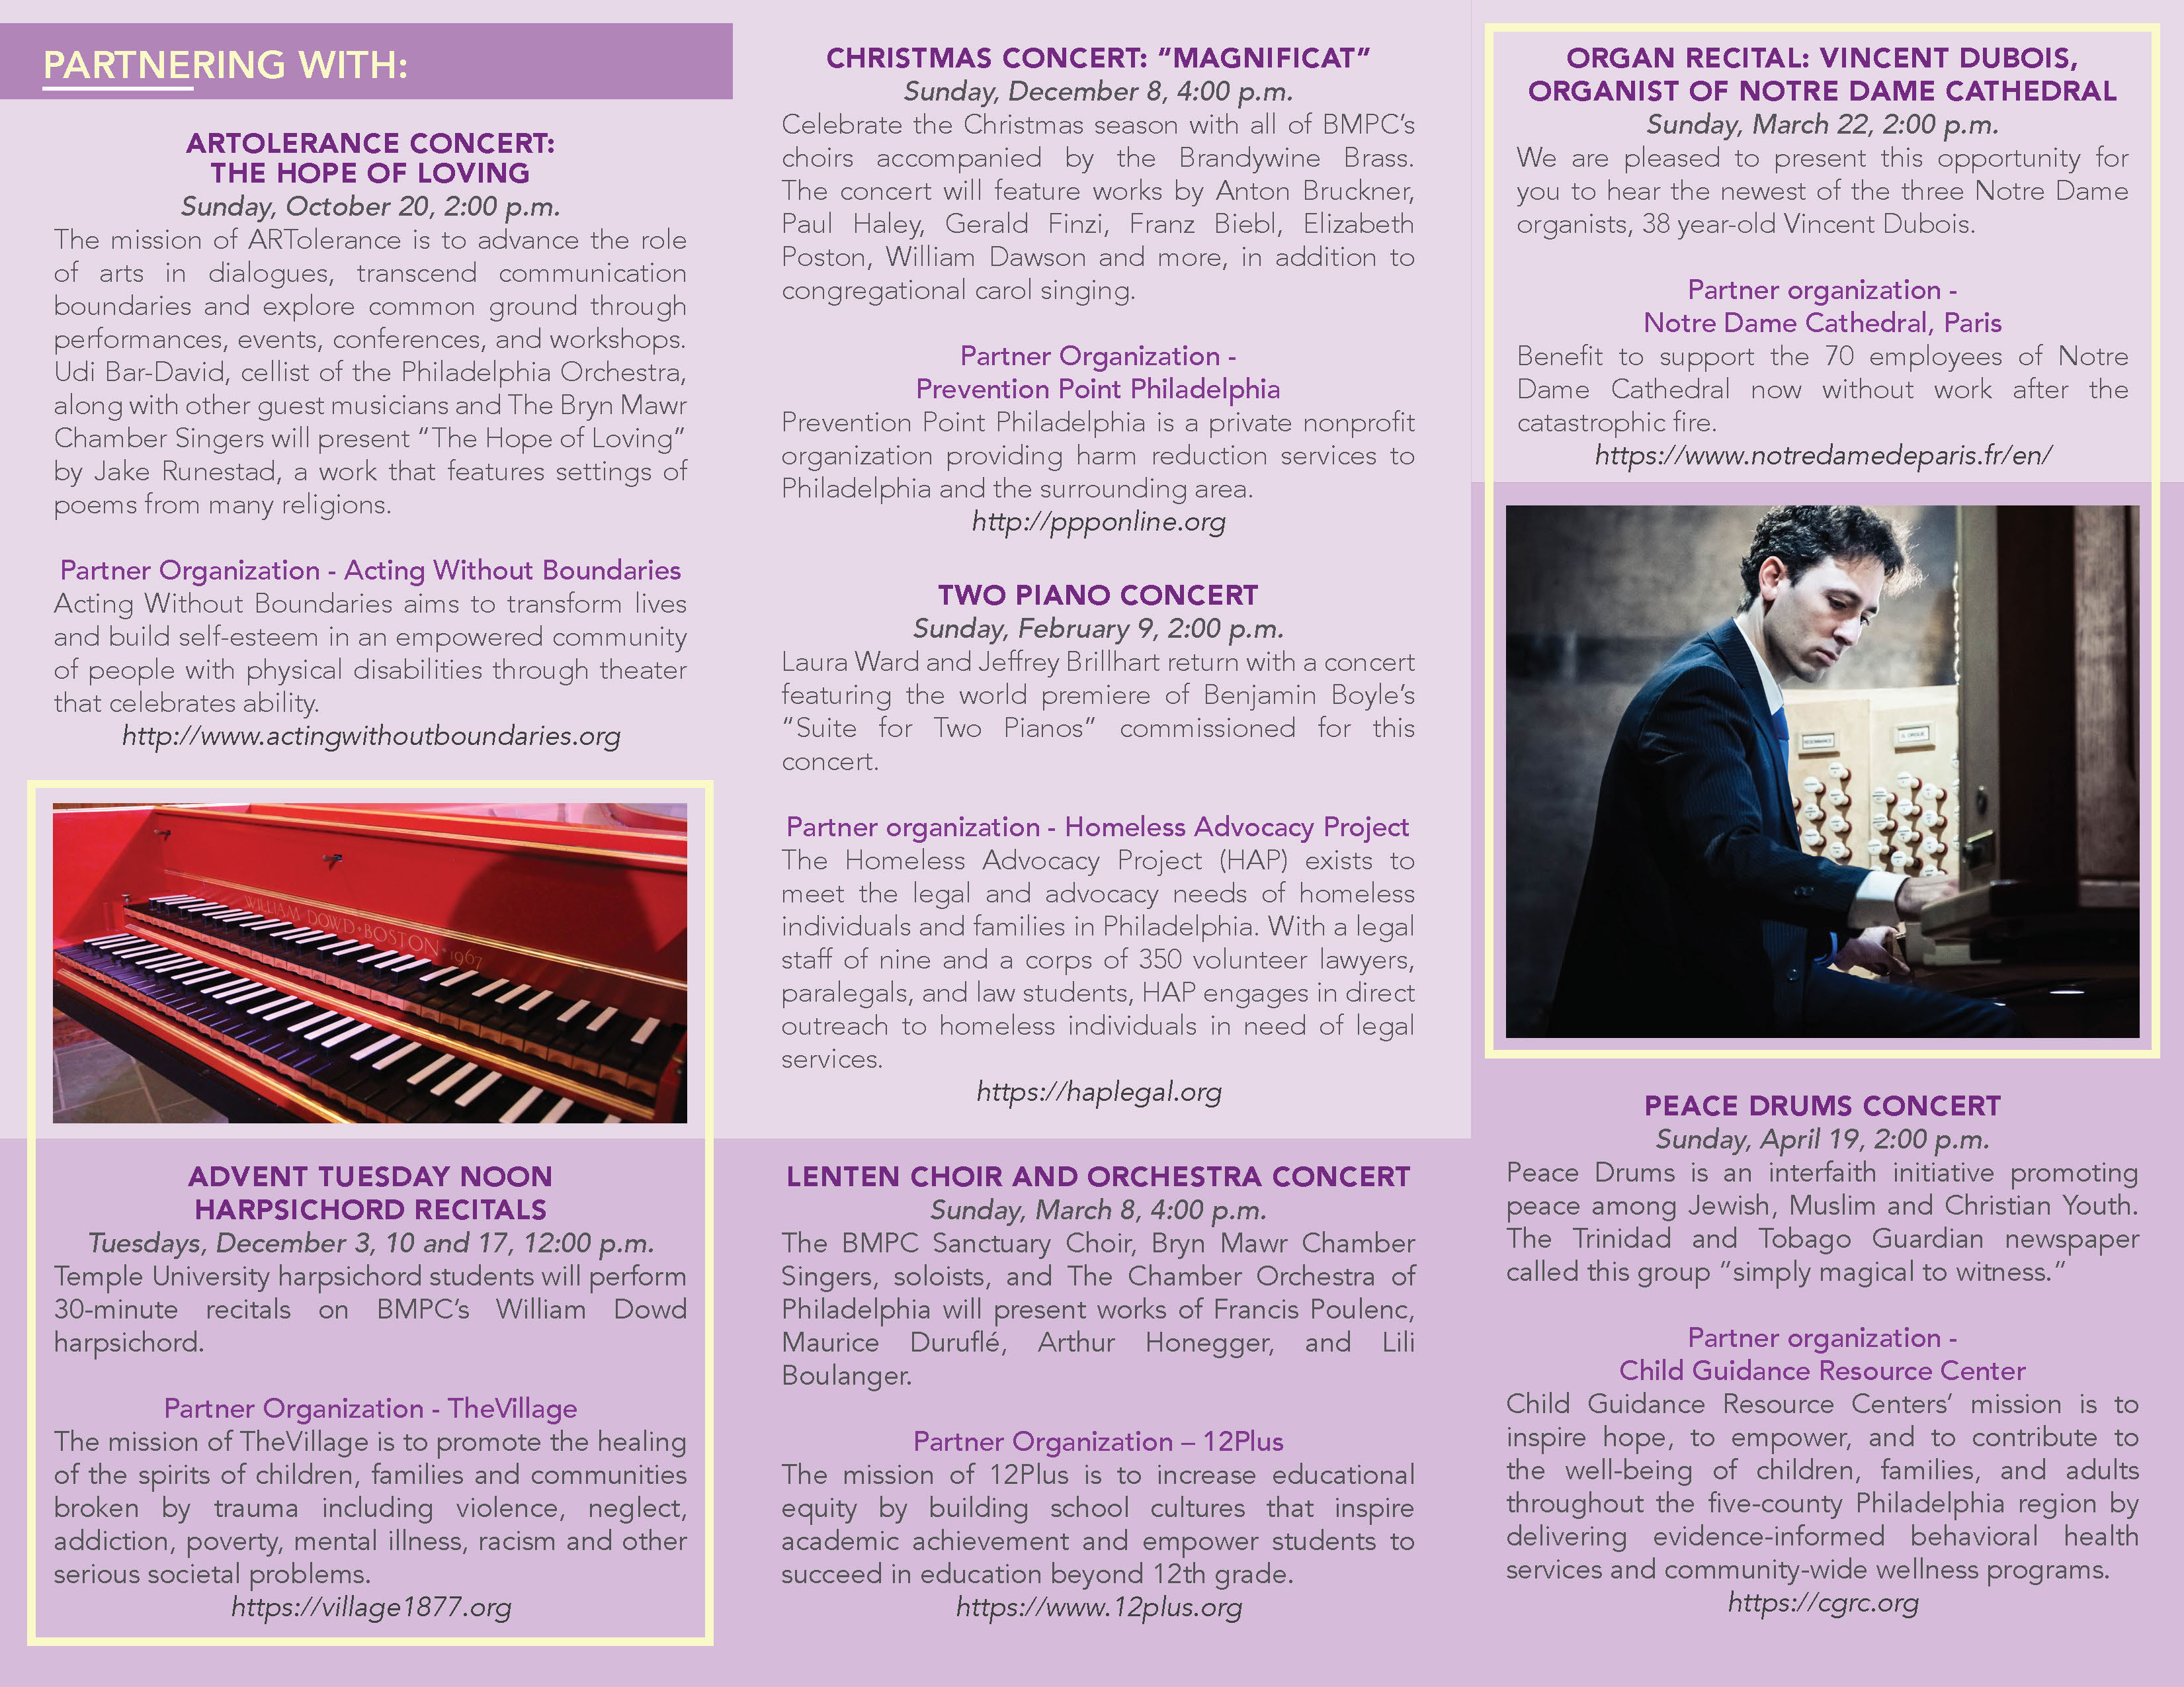 PARTNERING WITH:
ARTOLERANCE CONCERT:
THE HOPE OF LOVING
Sunday, October 20, 2:00 p.m.
The mission of ARTolerance is to advance the role
of arts in dialogues, transcend communication
boundaries and explore common ground through
performances, events, conferences, and workshops.
Udi Bar-David, cellist of the Philadelphia Orchestra,
along with other guest musicians and The Bryn Mawr
Chamber Singers will present “The Hope of Loving”
by Jake Runestad, a work that features settings of
poems from many religions.
Partner Organization - Acting Without Boundaries
Acting Without Boundaries aims to transform lives
and build self-esteem in an empowered community
of people with physical disabilities through theater
that celebrates ability.
http://www.actingwithoutboundaries.org
WILLIAM DOWD • BOSTON • 1967
ADVENT TUESDAY NOON
HARPSICHORD RECITALS
Tuesdays, December 3, 10 and 17, 12:00 p.m.
Temple University harpsichord students will perform
30-minute recitals on BMPC’s William Dowd
harpsichord.
Partner Organization - TheVillage
The mission of TheVillage is to promote the healing
of the spirits of children, families and communities
broken by trauma including violence, neglect,
addiction, poverty, mental illness, racism and other
serious societal problems.
https://village1877.org
CHRISTMAS CONCERT: “MAGNIFICAT”
Sunday, December 8, 4:00 p.m.
Celebrate the Christmas season with all of BMPC’s
choirs accompanied by the Brandywine Brass.
The concert will feature works by Anton Bruckner,
Paul Haley, Gerald Finzi, Franz Biebl, Elizabeth
Poston, William Dawson and more, in addition to
congregational carol singing.
Partner Organization -
Prevention Point Philadelphia
Prevention Point Philadelphia is a private nonprofit
organization providing harm reduction services to
Philadelphia and the surrounding area.
http://ppponline.org
TWO PIANO CONCERT
Sunday, February 9, 2:00 p.m.
Laura Ward and Jeffrey Brillhart return with a concert
featuring the world premiere of Benjamin Boyle’s
“Suite for Two Pianos” commissioned for this
concert.
Partner organization - Homeless Advocacy Project
The Homeless Advocacy Project (HAP) exists to
meet the legal and advocacy needs of homeless
individuals and families in Philadelphia. With a legal
staff of nine and a corps of 350 volunteer lawyers,
paralegals, and law students, HAP engages in direct
outreach to homeless individuals in need of legal
services.
https://haplegal.org
LENTEN CHOIR AND ORCHESTRA CONCERT
Sunday, March 8, 4:00 p.m.
The BMPC Sanctuary Choir, Bryn Mawr Chamber
Singers, soloists, and The Chamber Orchestra of
Philadelphia will present works of Francis Poulenc,
Maurice Duruflé, Arthur Honegger, and Lili
Boulanger.
Partner Organization – 12Plus
The mission of 12Plus is to increase educational
equity by building school cultures that inspire
academic achievement and empower students to
succeed in education beyond 12th grade.
https://www.12plus.org
ORGAN RECITAL: VINCENT DUBOIS,
ORGANIST OF NOTRE DAME CATHEDRAL
Sunday, March 22, 2:00 p.m.
We are pleased to present this opportunity for
you to hear the newest of the three Notre Dame
organists, 38 year-old Vincent Dubois.
Partner organization -
Notre Dame Cathedral, Paris
Benefit to support the 70 employees of Notre
Dame Cathedral now without work after the
catastrophic fire.
https://www.notredamedeparis.fr/en/
PEACE DRUMS CONCERT
Sunday, April 19, 2:00 p.m.
Peace Drums is an interfaith initiative promoting
peace among Jewish, Muslim and Christian Youth.
The Trinidad and Tobago Guardian newspaper
called this group “simply magical to witness.”
Partner organization -
Child Guidance Resource Center
Child Guidance Resource Centers’ mission is to
inspire hope, to empower, and to contribute to
the well-being of children, families, and adults
throughout the five-county Philadelphia region by
delivering evidence-informed behavioral health
services and community-wide wellness programs.
https://cgrc.org